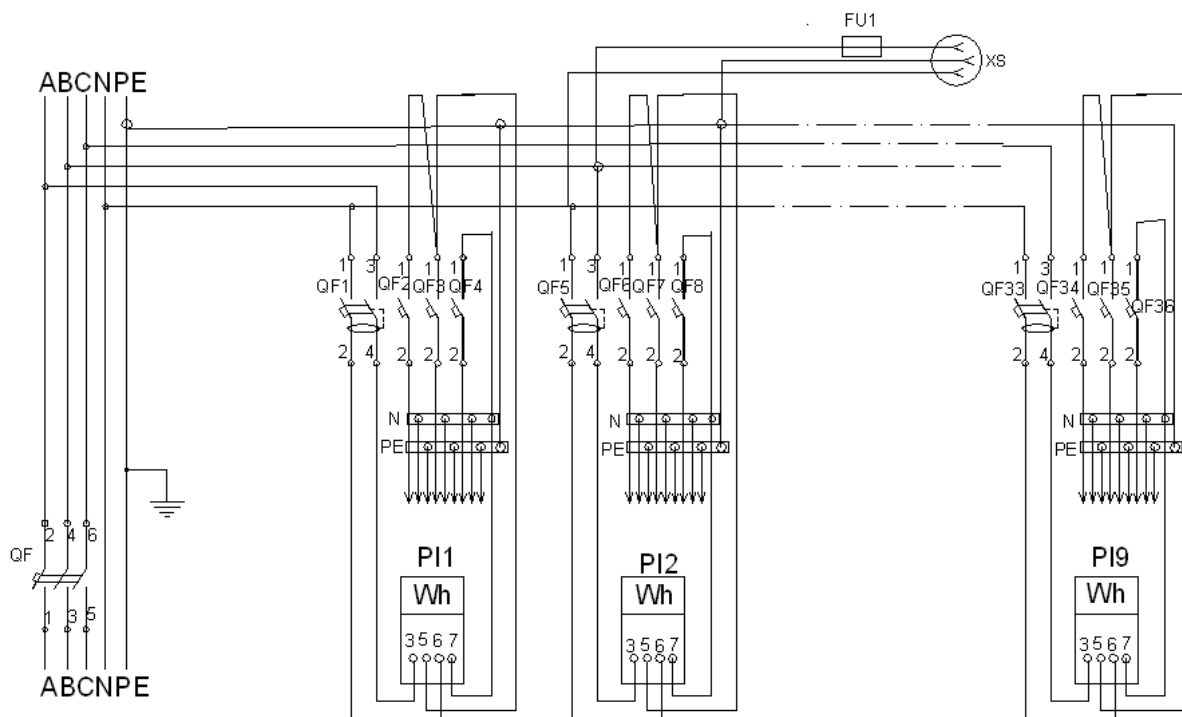 FU1
XS
ABCNPE
1 3 1 1 1 1 3 1 1 1 1 3 1 1 1
QF1 QF2 QF3 QF4 QF5 QF6 QF7 QF8 QF33 QF34 QF35 QF36
2 4 2 2 2 2 4 2 2 2 2 4 2 2 2
N N N
PE PE PE
2 4 6
QF
1 3 5
PI1 PI2 PI9
Wh Wh Wh
3 5 6 7 3 5 6 7 3 5 6 7
ABCNPE